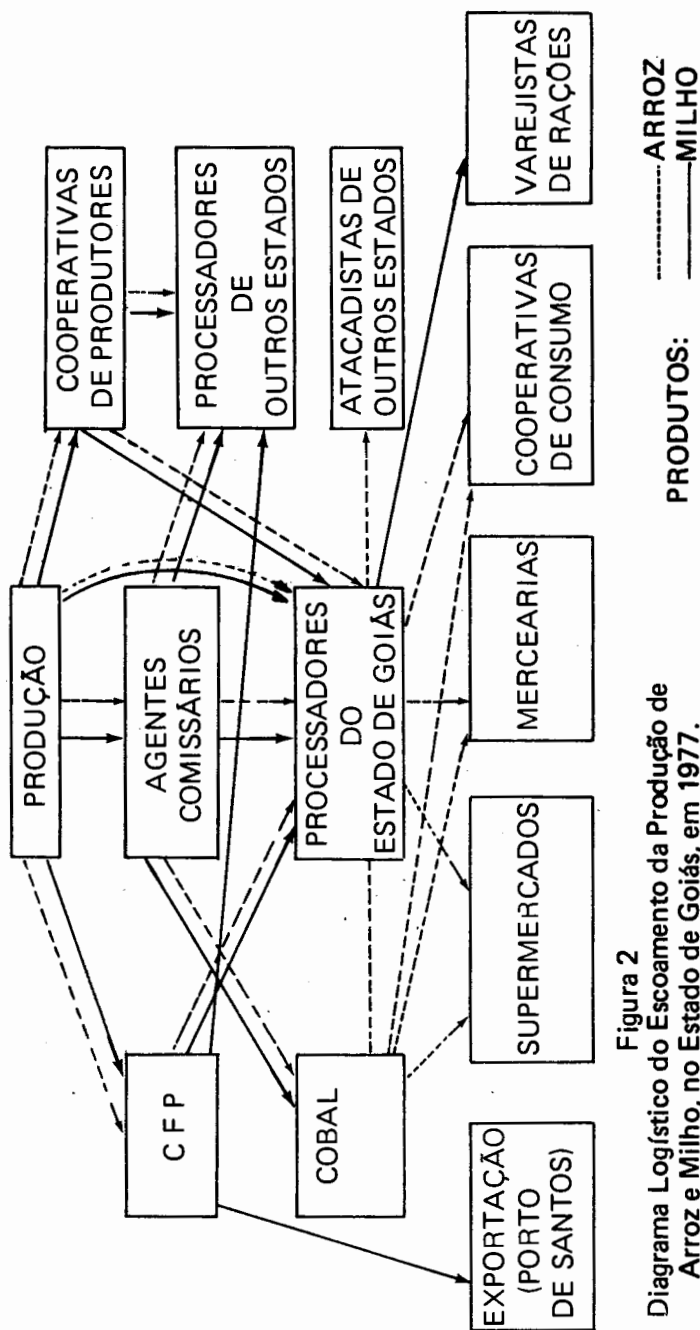 PRODUÇÃO
COOPERATIVAS
DE PRODUTORES
CFP
AGENTES
COMISSÁRIOS
PROCESSADORES
DE
OUTROS ESTADOS
COBAL
PROCESSADORES
DO
ESTADO DE GOIÁS
ATACADISTAS DE
OUTROS ESTADOS
EXPORTAÇÃO
(PORTO
DE SANTOS)
SUPERMERCADOS
MERCEARIAS
COOPERATIVAS
DE CONSUMO
VAREJISTAS
DE RAÇÕES
Figura 2
Diagrama Logístico do Escoamento da Produção de
Arroz e Milho, no Estado de Goiás, em 1977.
PRODUTOS:
ARROZ
MILHO